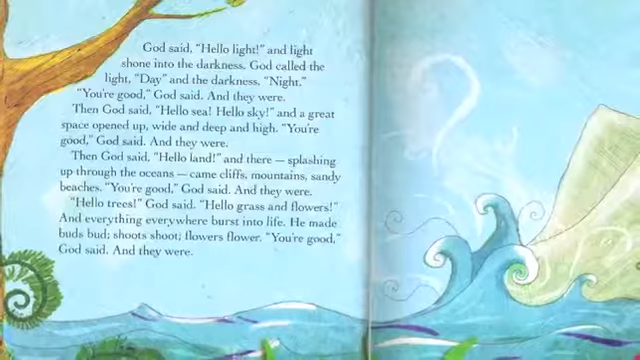 God said, "Hello light!" and light
shone into the darkness. God called the
light, "Day" and the darkness, "Night."
"You're good," God said. And they were.
Then God said, "Hello sea! Hello sky!" and a great
space opened up, wide and deep and high. "You're
good," God said. And they were.
Then God said, "Hello land!" and there — splashing
up through the oceans — came cliffs, mountains, sandy
beaches. "You're good," God said. And they were.
"Hello trees!" God said. "Hello grass and flowers!"
And everything everywhere burst into life. He made
buds bud; shoots shoot; flowers flower. "You're good,"
God said. And they were.